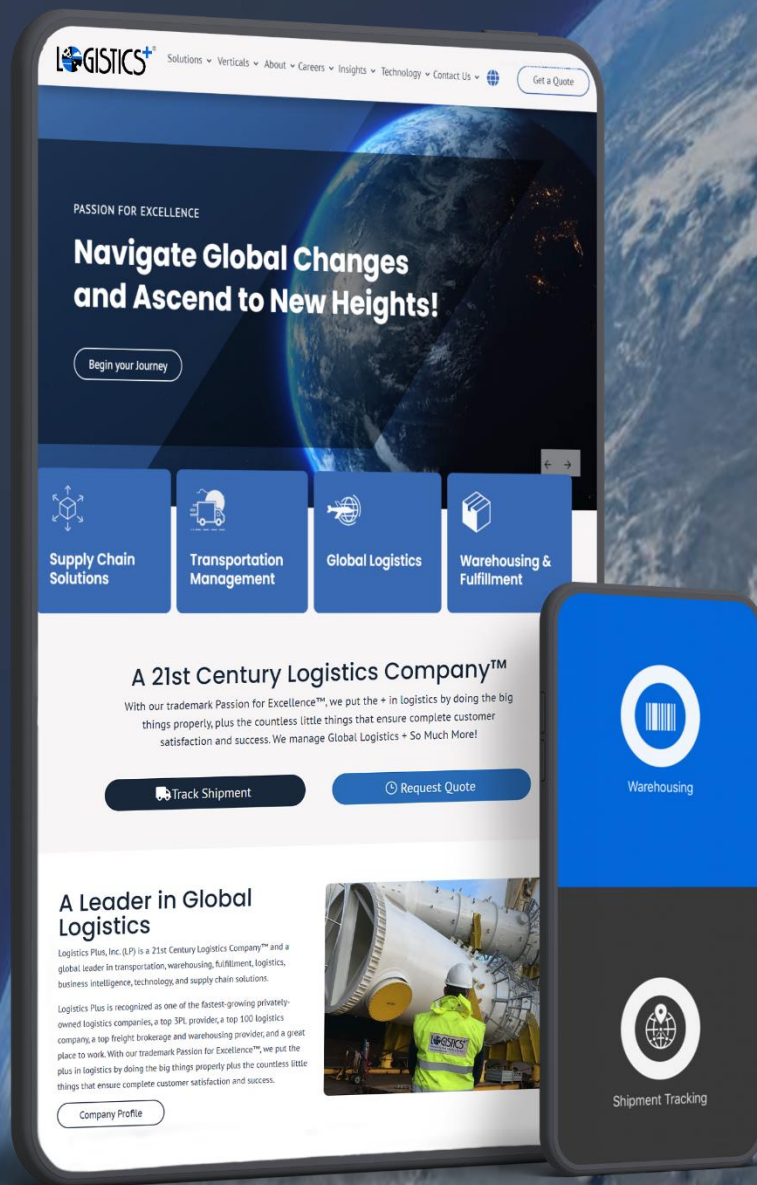 LOGISTICS+®
Solutions Verticals About Careers Insights Technology Contact Us
Get a Quote
PASSION FOR EXCELLENCE
Navigate Global Changes
and Ascend to New Heights!
Begin your Journey
Supply Chain
Solutions
Transportation
Management
Global Logistics
Warehousing &
Fulfillment
A 21st Century Logistics Company™
With our trademark Passion for Excellence™, we put the + in logistics by doing the big
things properly, plus the countless little things that ensure complete customer
satisfaction and success. We manage Global Logistics + So Much More!
Track Shipment
Request Quote
A Leader in Global
Logistics
Logistics Plus, Inc. (LP) is a 21st Century Logistics Company™ and a
global leader in transportation, warehousing, fulfillment, logistics,
business intelligence, technology, and supply chain solutions.
Logistics Plus is recognized as one of the fastest-growing privately-
owned logistics companies, a top 3PL provider, a top 100 logistics
company, a top freight brokerage and warehousing provider, and a great
place to work. With our trademark Passion for Excellence™, we put the
plus in logistics by doing the big things properly plus the countless little
things that ensure complete customer satisfaction and success.
Company Profile
LOGISTICS+
Warehousing
Shipment Tracking